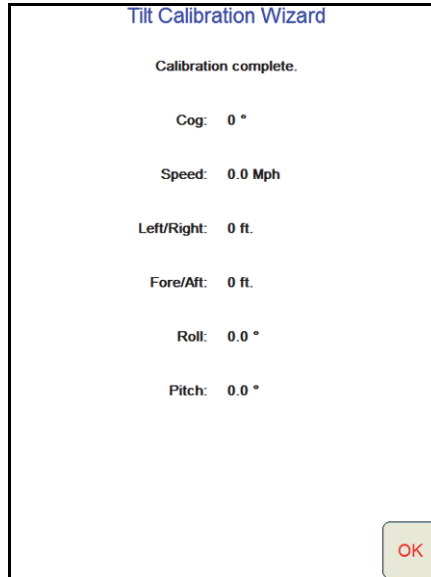 Tilt Calibration Wizard
Calibration complete.
Cog: 0 °
Speed: 0.0 Mph
Left/Right: 0 ft.
Fore/Aft: 0 ft.
Roll: 0.0 °
Pitch: 0.0 °
OK